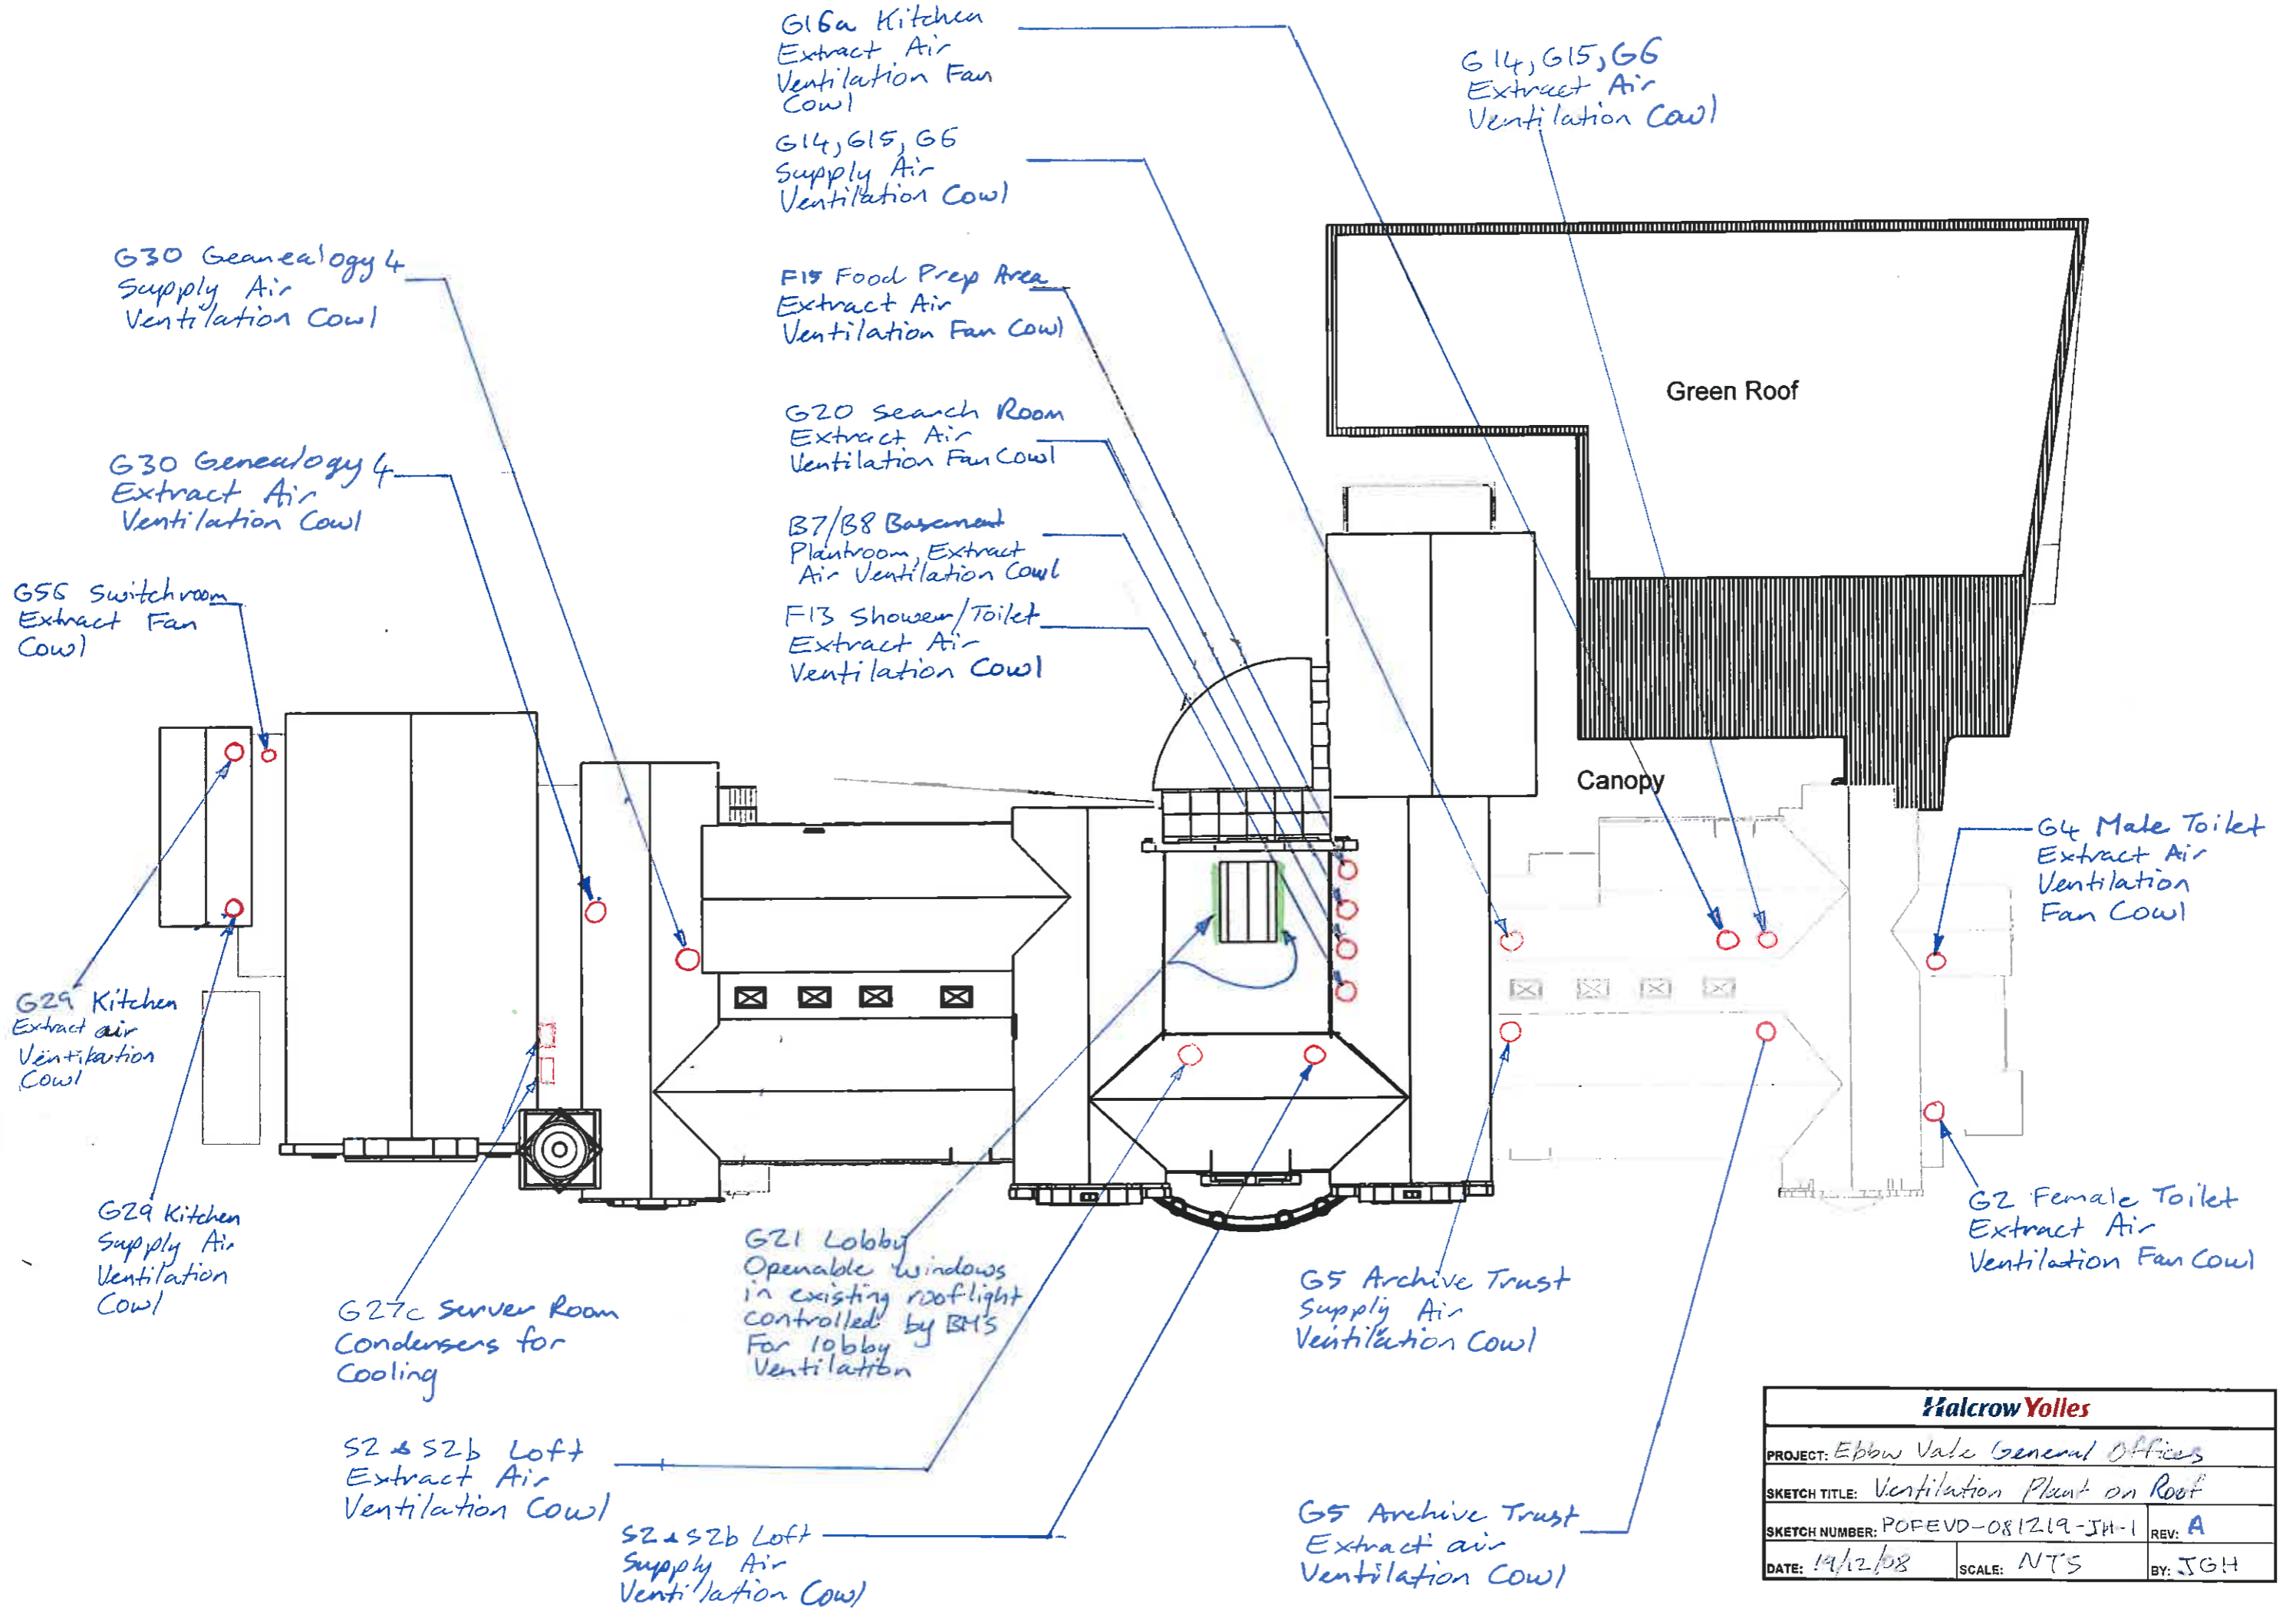 G16a Kitchen
Extract Air
Ventilation Fan
Cowl
G14, G15, G6
Supply Air
Ventilation Cowl
G14, G15, G6
Extract Air
Ventilation Cowl
F15 Food Prep Area
Extract Air
Ventilation Fan Cowl
G20 Search Room
Extract Air
Ventilation Fan Cowl
B7/B8 Basement
Plantroom, Extract
Air Ventilation Cowl
F13 Shower/Toilet
Extract Air
Ventilation Cowl
G30 Geanealogy 4
Supply Air
Ventilation Cowl
G30 Genealogy 4
Extract Air
Ventilation Cowl
G56 Switchroom
Extract Fan
Cowl
Green Roof
Canopy
G4 Male Toilet
Extract Air
Ventilation
Fan Cowl
G29 Kitchen
Extract air
Ventilation
Cowl
G29 Kitchen
Supply Air
Ventilation
Cowl
G27c Server Room
Condensers for
Cooling
G21 Lobby
Openable windows
in existing rooflight
controlled by BMS
For lobby
Ventilation
G2 Female Toilet
Extract Air
Ventilation Fan Cowl
G5 Archive Trust
Supply Air
Ventilation Cowl
S2 & S2b Loft
Extract Air
Ventilation Cowl
S2 & S2b Loft
Supply Air
Ventilation Cowl
G5 Archive Trust
Extract air
Ventilation Cowl
Halcrow Yolles
PROJECT: Ebbw Vale General Offices
SKETCH TITLE: Ventilation Plant on Roof
SKETCH NUMBER: POFEVD-081219-JH-1 REV: A
DATE: 19/12/08 SCALE: NTS BY: JGH